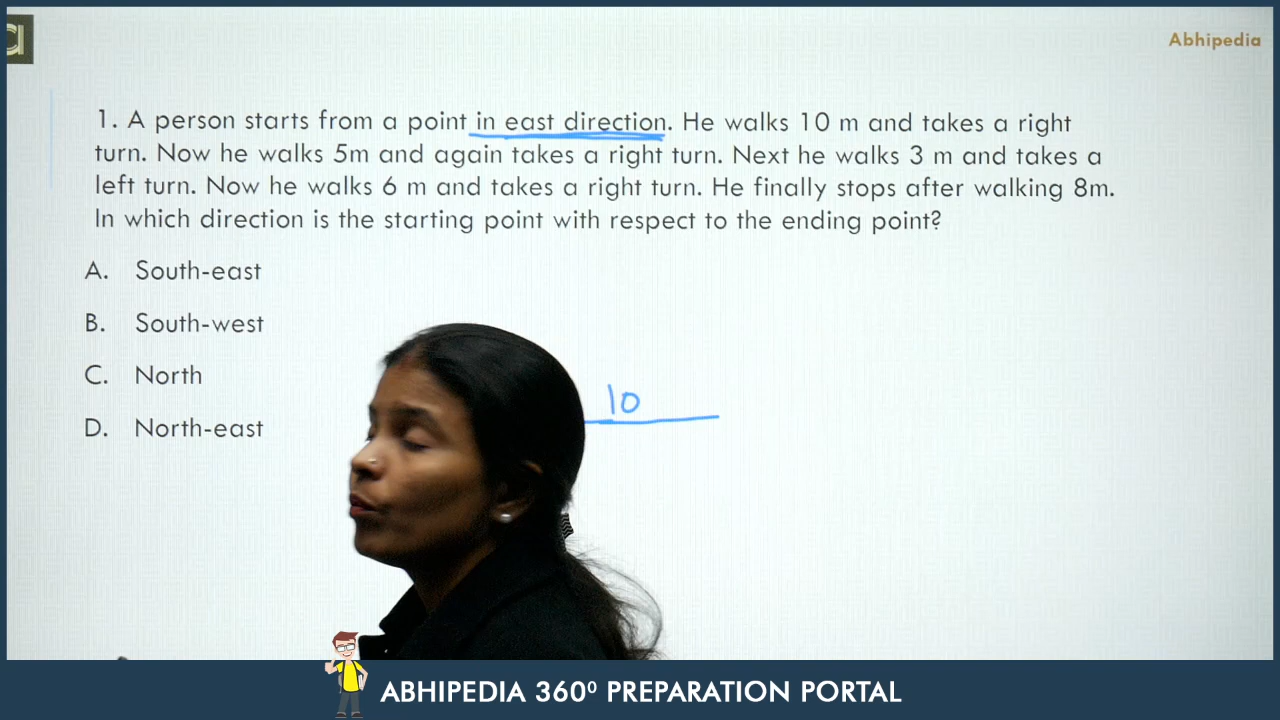 Abhipedia
1. A person starts from a point in east direction. He walks 10 m and takes a right
turn. Now he walks 5m and again takes a right turn. Next he walks 3 m and takes a
left turn. Now he walks 6 m and takes a right turn. He finally stops after walking 8m.
In which direction is the starting point with respect to the ending point?
A. South-east
B. South-west
C. North
D. North-east
10
ABHIPEDIA 360⁰ PREPARATION PORTAL